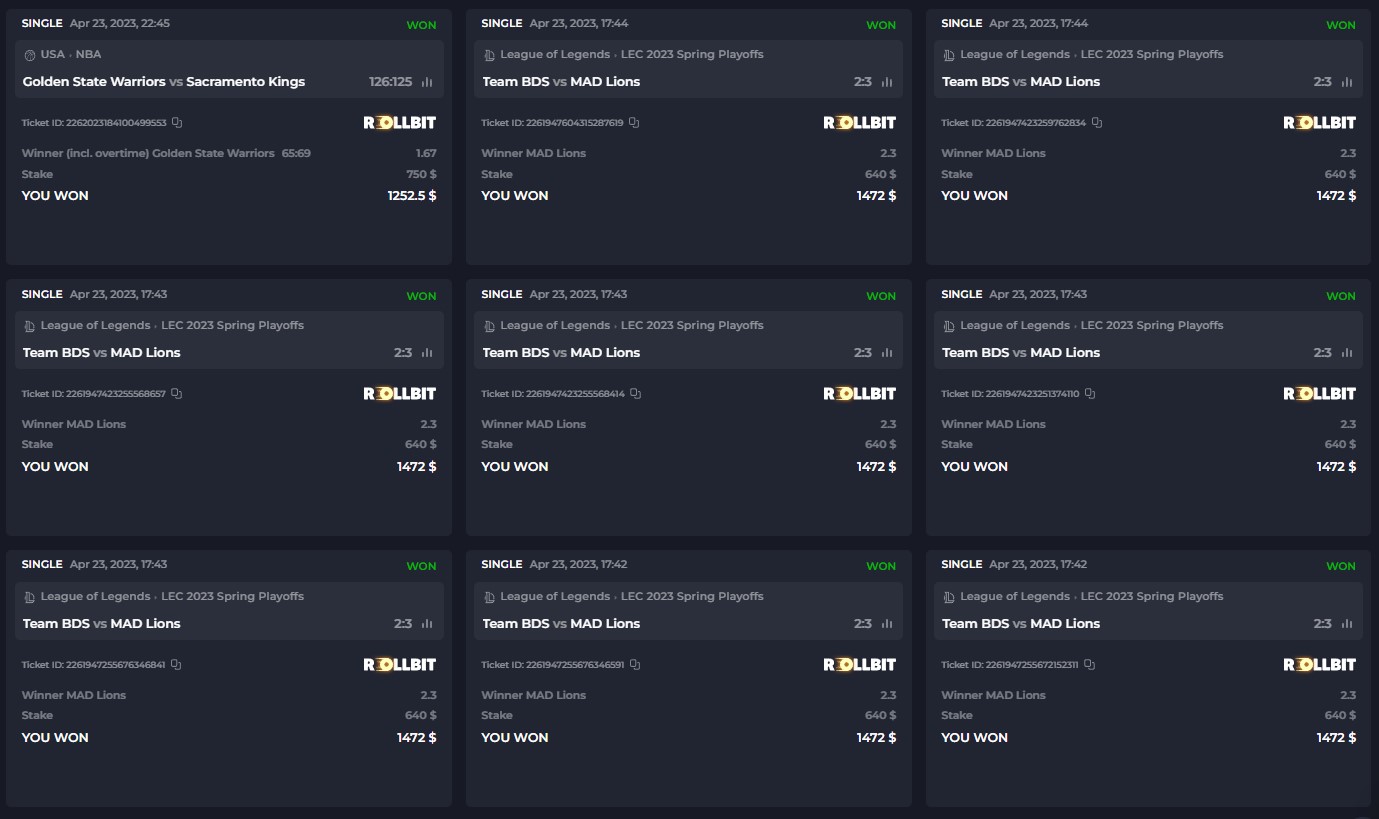 SINGLE Apr 23, 2023, 22:45 WON
USA · NBA
Golden State Warriors vs Sacramento Kings 126:125
Ticket ID: 2262023184100499553 ROLLBIT
Winner (incl. overtime) Golden State Warriors 65:69 1.67
Stake 750 $
YOU WON 1252.5 $
SINGLE Apr 23, 2023, 17:44 WON
League of Legends · LEC 2023 Spring Playoffs
Team BDS vs MAD Lions 2:3
Ticket ID: 2261947604315287619 ROLLBIT
Winner MAD Lions 2.3
Stake 640 $
YOU WON 1472 $
SINGLE Apr 23, 2023, 17:44 WON
League of Legends · LEC 2023 Spring Playoffs
Team BDS vs MAD Lions 2:3
Ticket ID: 2261947423259762834 ROLLBIT
Winner MAD Lions 2.3
Stake 640 $
YOU WON 1472 $
SINGLE Apr 23, 2023, 17:43 WON
League of Legends · LEC 2023 Spring Playoffs
Team BDS vs MAD Lions 2:3
Ticket ID: 2261947423255568657 ROLLBIT
Winner MAD Lions 2.3
Stake 640 $
YOU WON 1472 $
SINGLE Apr 23, 2023, 17:43 WON
League of Legends · LEC 2023 Spring Playoffs
Team BDS vs MAD Lions 2:3
Ticket ID: 2261947423255568414 ROLLBIT
Winner MAD Lions 2.3
Stake 640 $
YOU WON 1472 $
SINGLE Apr 23, 2023, 17:43 WON
League of Legends · LEC 2023 Spring Playoffs
Team BDS vs MAD Lions 2:3
Ticket ID: 2261947423251374110 ROLLBIT
Winner MAD Lions 2.3
Stake 640 $
YOU WON 1472 $
SINGLE Apr 23, 2023, 17:43 WON
League of Legends · LEC 2023 Spring Playoffs
Team BDS vs MAD Lions 2:3
Ticket ID: 2261947255676346841 ROLLBIT
Winner MAD Lions 2.3
Stake 640 $
YOU WON 1472 $
SINGLE Apr 23, 2023, 17:42 WON
League of Legends · LEC 2023 Spring Playoffs
Team BDS vs MAD Lions 2:3
Ticket ID: 2261947255676346591 ROLLBIT
Winner MAD Lions 2.3
Stake 640 $
YOU WON 1472 $
SINGLE Apr 23, 2023, 17:42 WON
League of Legends · LEC 2023 Spring Playoffs
Team BDS vs MAD Lions 2:3
Ticket ID: 2261947255672152311 ROLLBIT
Winner MAD Lions 2.3
Stake 640 $
YOU WON 1472 $